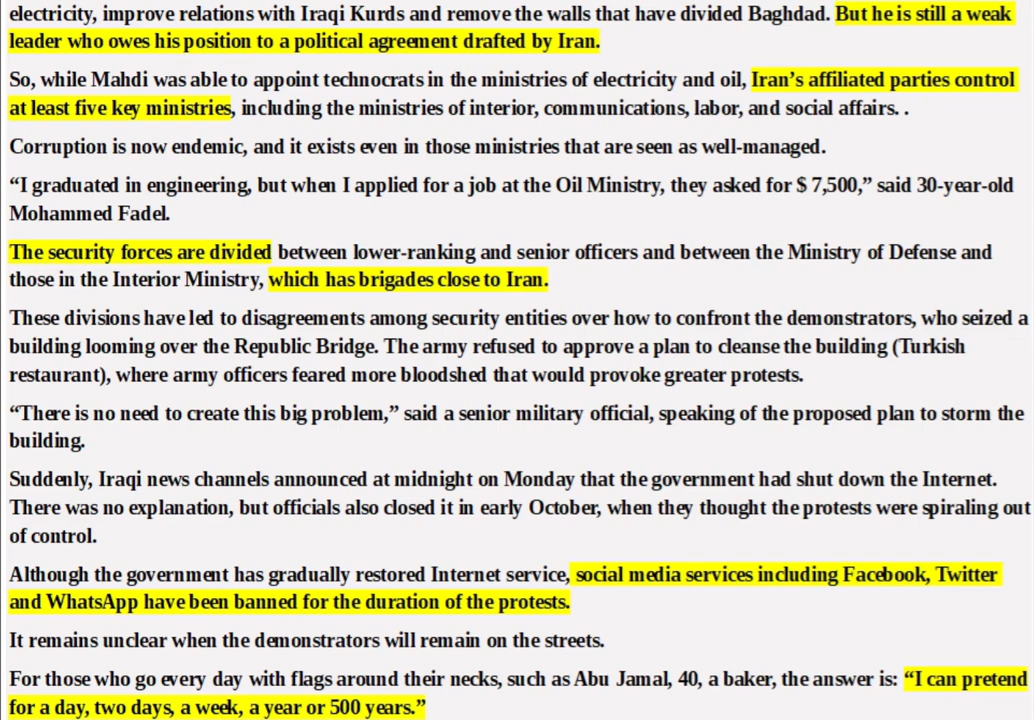 electricity, improve relations with Iraqi Kurds and remove the walls that have divided Baghdad. But he is still a weak
leader who owes his position to a political agreement drafted by Iran.
So, while Mahdi was able to appoint technocrats in the ministries of electricity and oil, Iran’s affiliated parties control
at least five key ministries, including the ministries of interior, communications, labor, and social affairs. .
Corruption is now endemic, and it exists even in those ministries that are seen as well-managed.
“I graduated in engineering, but when I applied for a job at the Oil Ministry, they asked for $ 7,500,” said 30-year-old
Mohammed Fadel.
The security forces are divided between lower-ranking and senior officers and between the Ministry of Defense and
those in the Interior Ministry, which has brigades close to Iran.
These divisions have led to disagreements among security entities over how to confront the demonstrators, who seized a
building looming over the Republic Bridge. The army refused to approve a plan to cleanse the building (Turkish
restaurant), where army officers feared more bloodshed that would provoke greater protests.
“There is no need to create this big problem,” said a senior military official, speaking of the proposed plan to storm the
building.
Suddenly, Iraqi news channels announced at midnight on Monday that the government had shut down the Internet.
There was no explanation, but officials also closed it in early October, when they thought the protests were spiraling out
of control.
Although the government has gradually restored Internet service, social media services including Facebook, Twitter
and WhatsApp have been banned for the duration of the protests.
It remains unclear when the demonstrators will remain on the streets.
For those who go every day with flags around their necks, such as Abu Jamal, 40, a baker, the answer is: “I can pretend
for a day, two days, a week, a year or 500 years.”